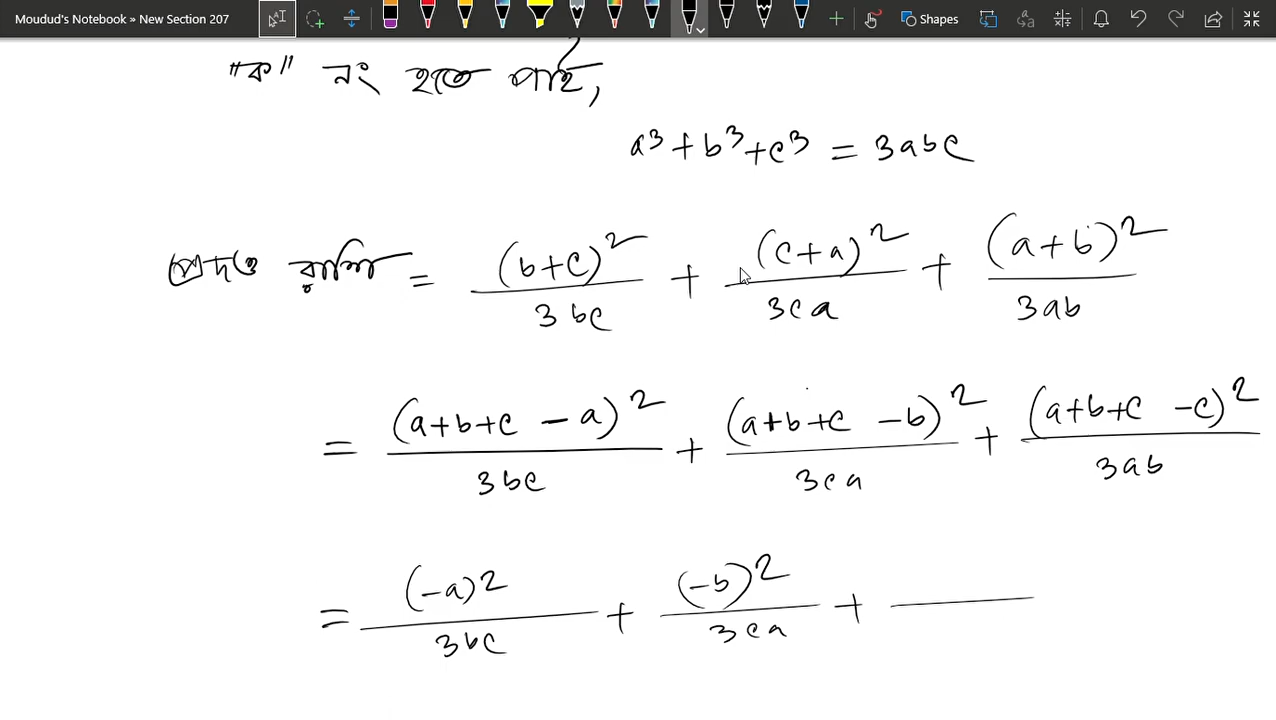 Moudud's Notebook » New Section 207
Shapes
"ক" নং হতে পাই,
a³ + b³ + c³ = 3abc
প্রদত্ত রাশি = (b+c)²/3bc + (c+a)²/3ca + (a+b)²/3ab
= (a+b+c - a)²/3bc + (a+b+c - b)²/3ca + (a+b+c - c)²/3ab
= (-a)²/3bc + (-b)²/3ca +